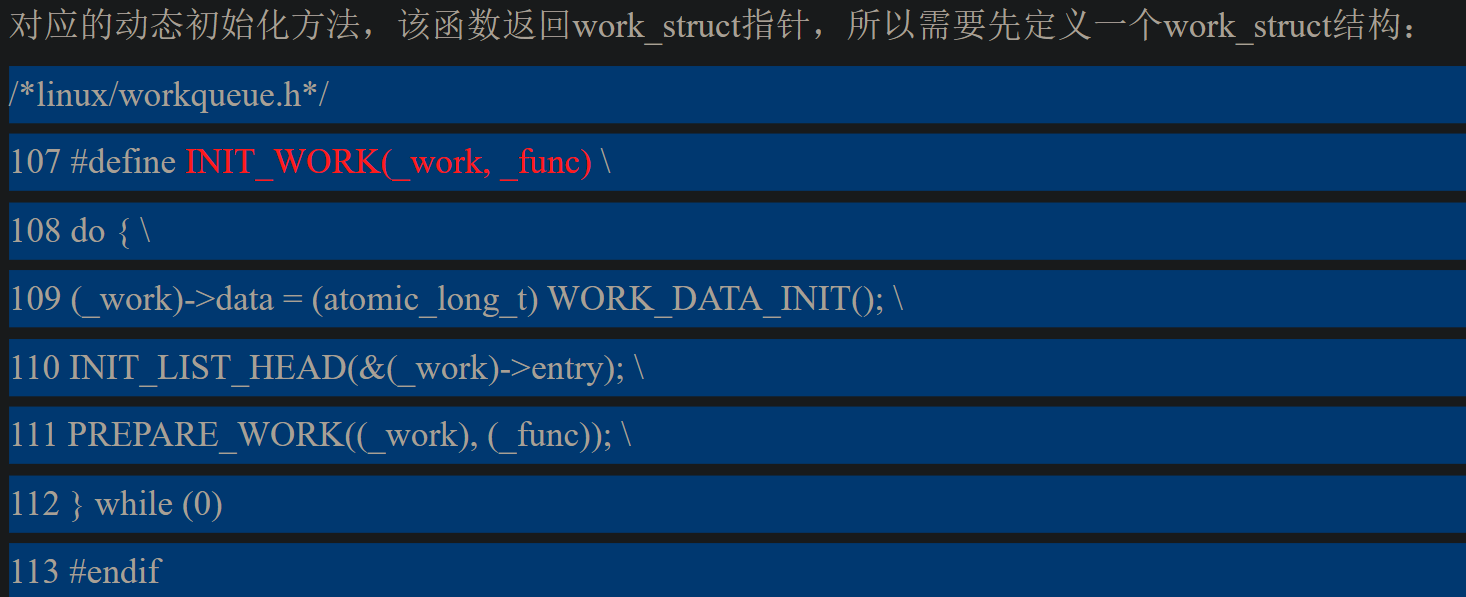 对应的动态初始化方法，该函数返回work_struct指针，所以需要先定义一个work_struct结构：
/*linux/workqueue.h*/
107 #define INIT_WORK(_work, _func) \
108 do { \
109 (_work)->data = (atomic_long_t) WORK_DATA_INIT(); \
110 INIT_LIST_HEAD(&(_work)->entry); \
111 PREPARE_WORK((_work), (_func)); \
112 } while (0)
113 #endif